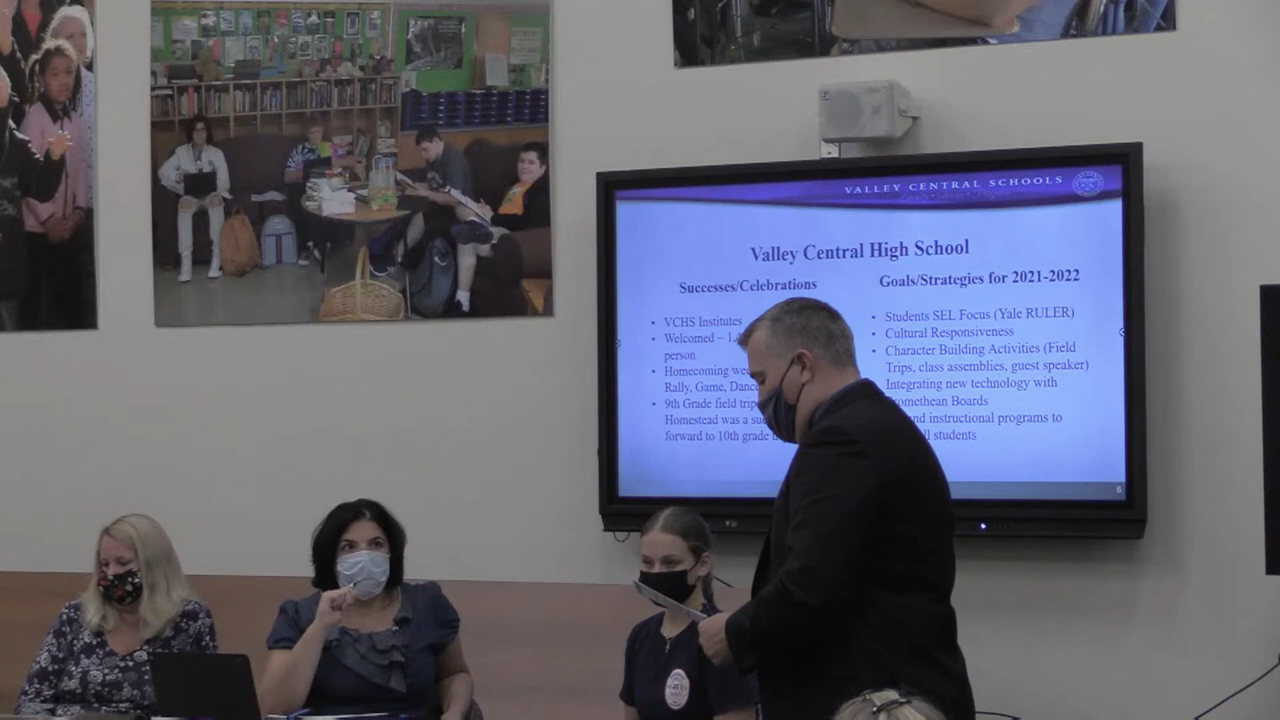 VALLEY CENTRAL SCHOOLS
Valley Central High School
Successes/Celebrations
• VCHS Institutes
• Welcomed – 1,
person
Homecoming
Rally, Game, Dance
• 9th Grade field trip
Homestead was a
forward to 10th grade
Goals/Strategies for 2021-2022
• Students SEL Focus (Yale RULER)
• Cultural Responsiveness
• Character Building Activities (Field
Trips, class assemblies, guest speaker)
Integrating new technology with
Boards
instructional programs to
students
6